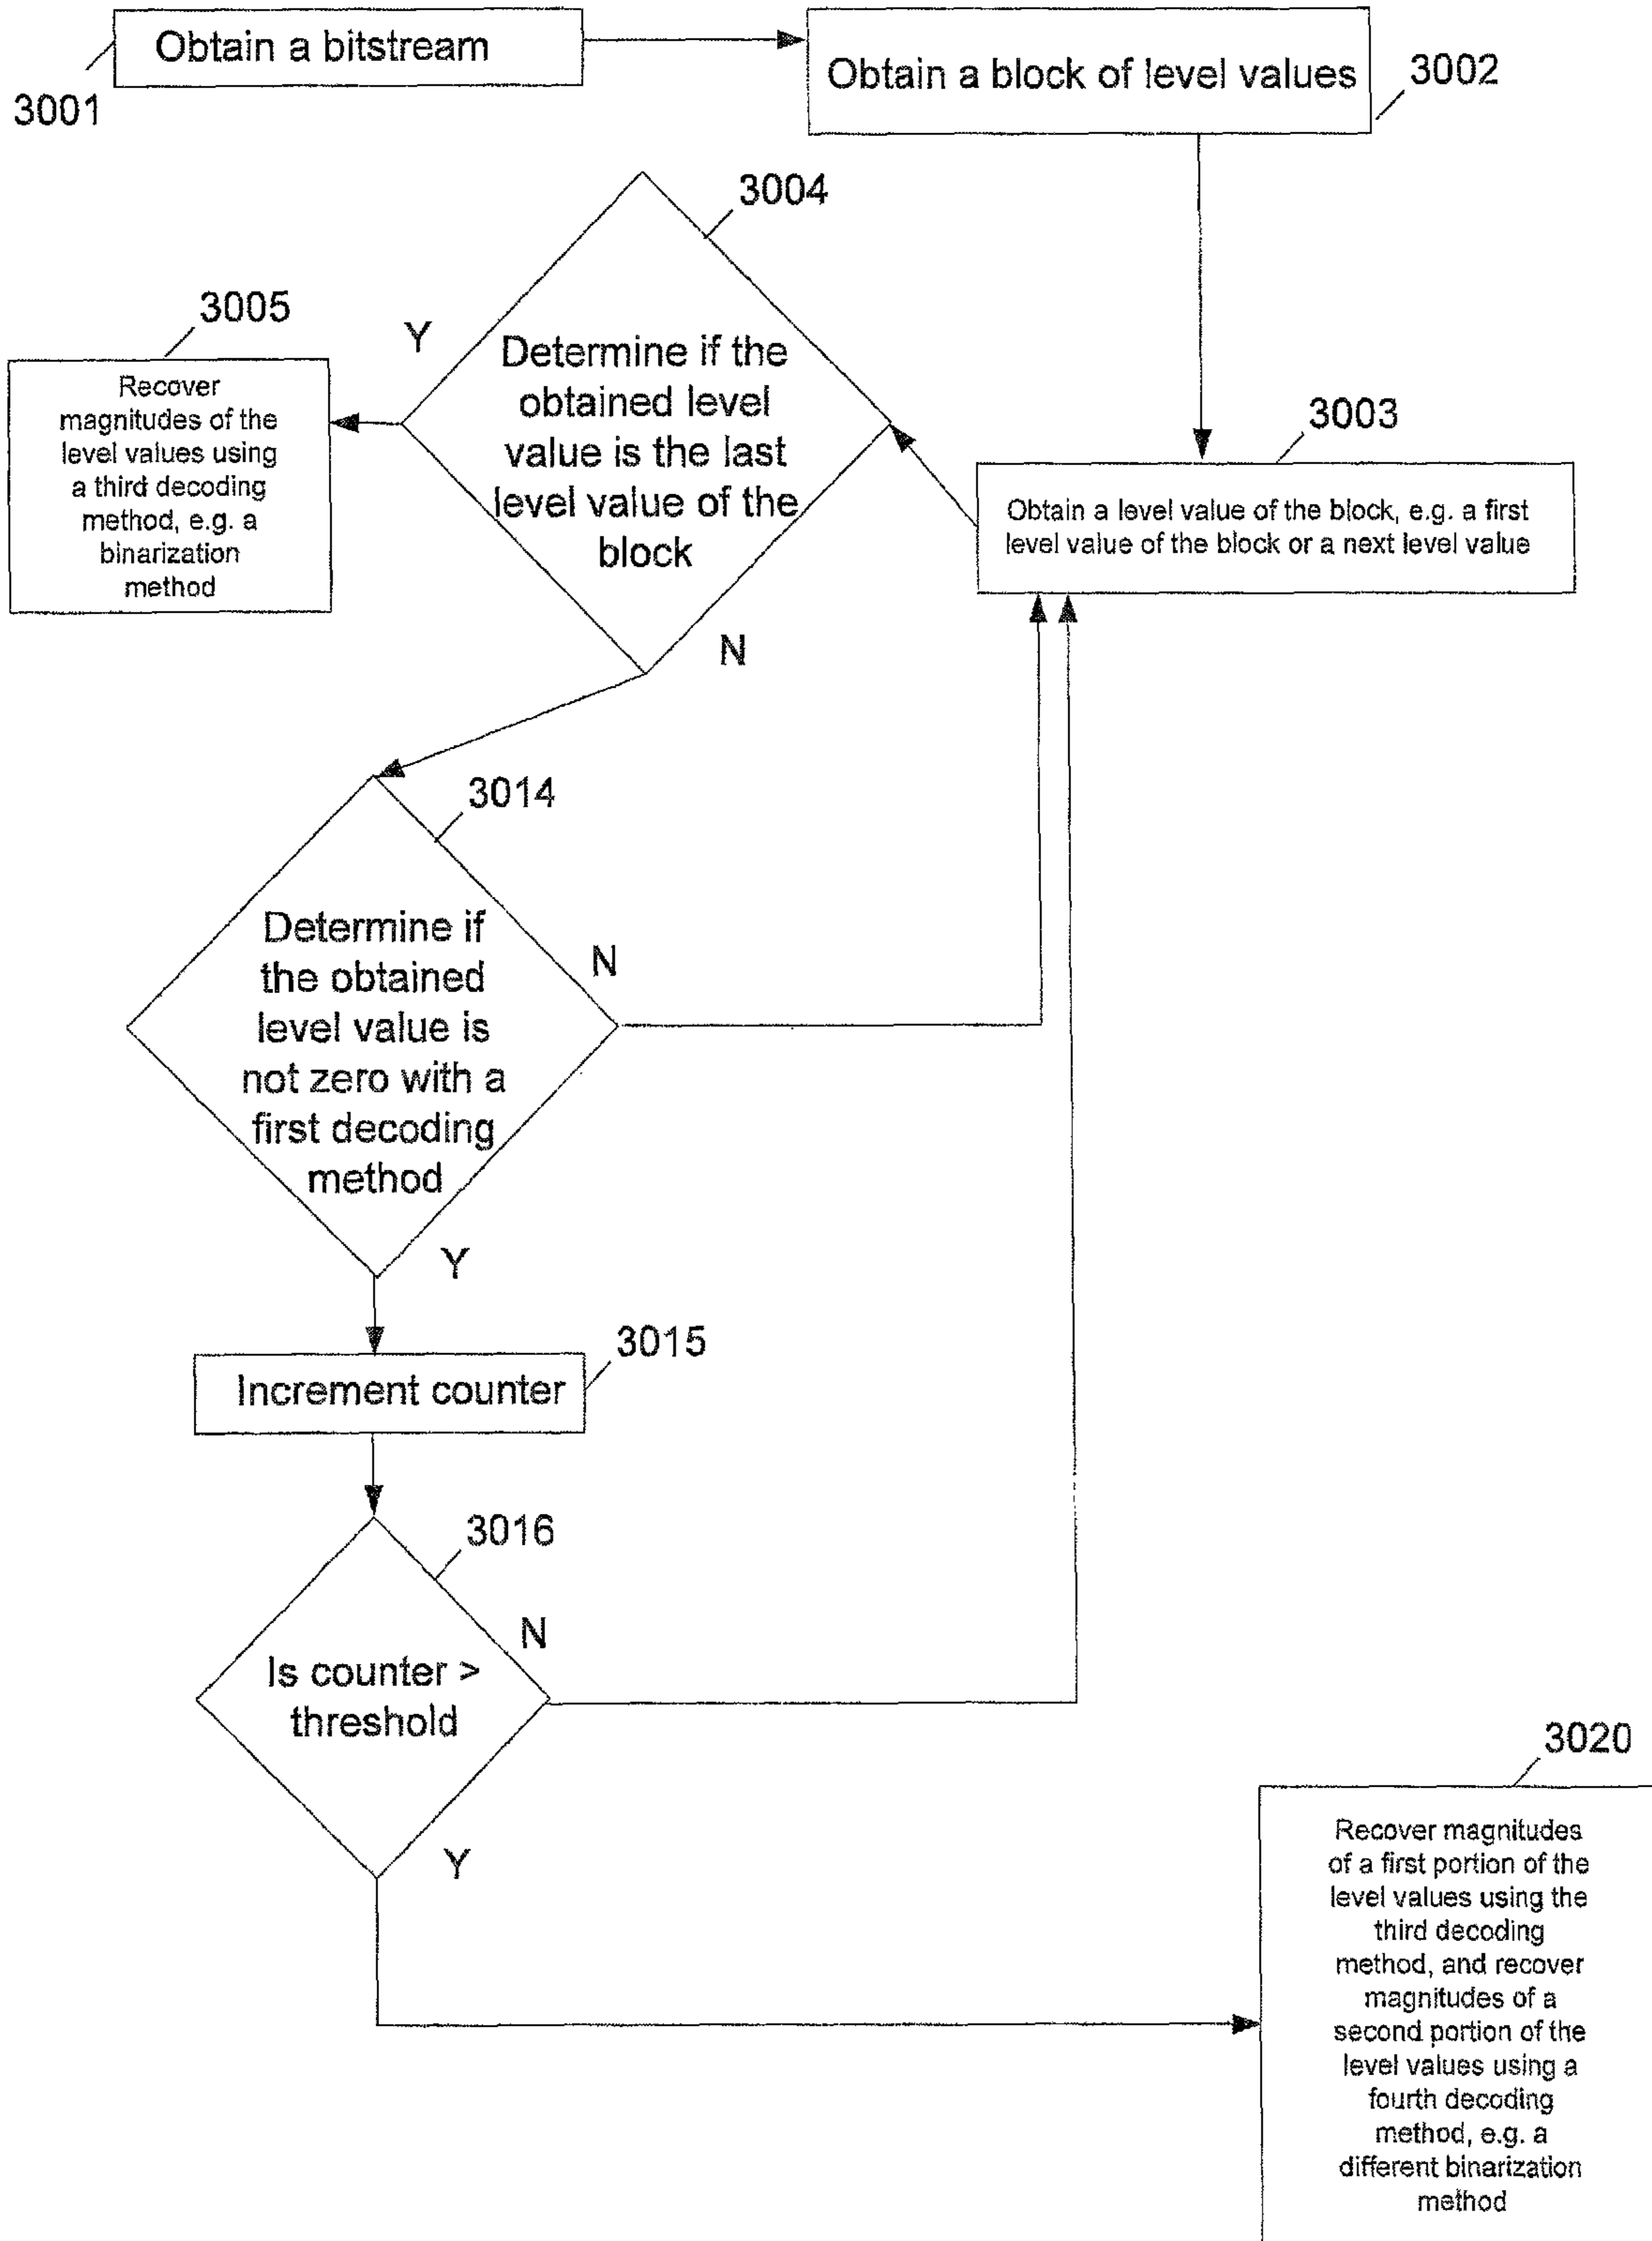 Obtain a bitstream
3001
Obtain a block of level values
3002
3004
Determine if the
obtained level
value is the last
level value of the
block
Y
N
3005
Recover
magnitudes of the
level values using
a third decoding
method, e.g. a
binarization
method
3003
Obtain a level value of the block, e.g. a first
level value of the block or a next level value
3014
Determine if
the obtained
level value is
not zero with a
first decoding
method
N
Y
3015
Increment counter
3016
Is counter >
threshold
N
Y
3020
Recover magnitudes
of a first portion of the
level values using the
third decoding
method, and recover
magnitudes of a
second portion of the
level values using a
fourth decoding
method, e.g. a
different binarization
method